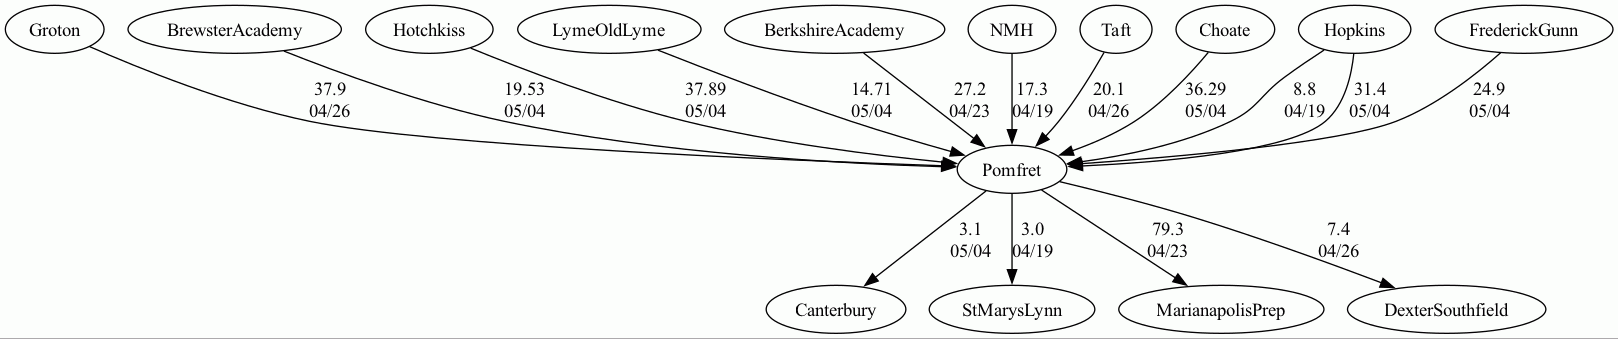 Groton
BrewsterAcademy
Hotchkiss
LymeOldLyme
BerkshireAcademy
NMH
Taft
Choate
Hopkins
FrederickGunn
37.9
04/26
19.53
05/04
37.89
05/04
14.71
05/04
27.2
04/23
17.3
04/19
20.1
04/26
36.29
05/04
8.8
04/19
31.4
05/04
24.9
05/04
Pomfret
3.1
05/04
3.0
04/19
79.3
04/23
7.4
04/26
Canterbury
StMarysLynn
MarianapolisPrep
DexterSouthfield